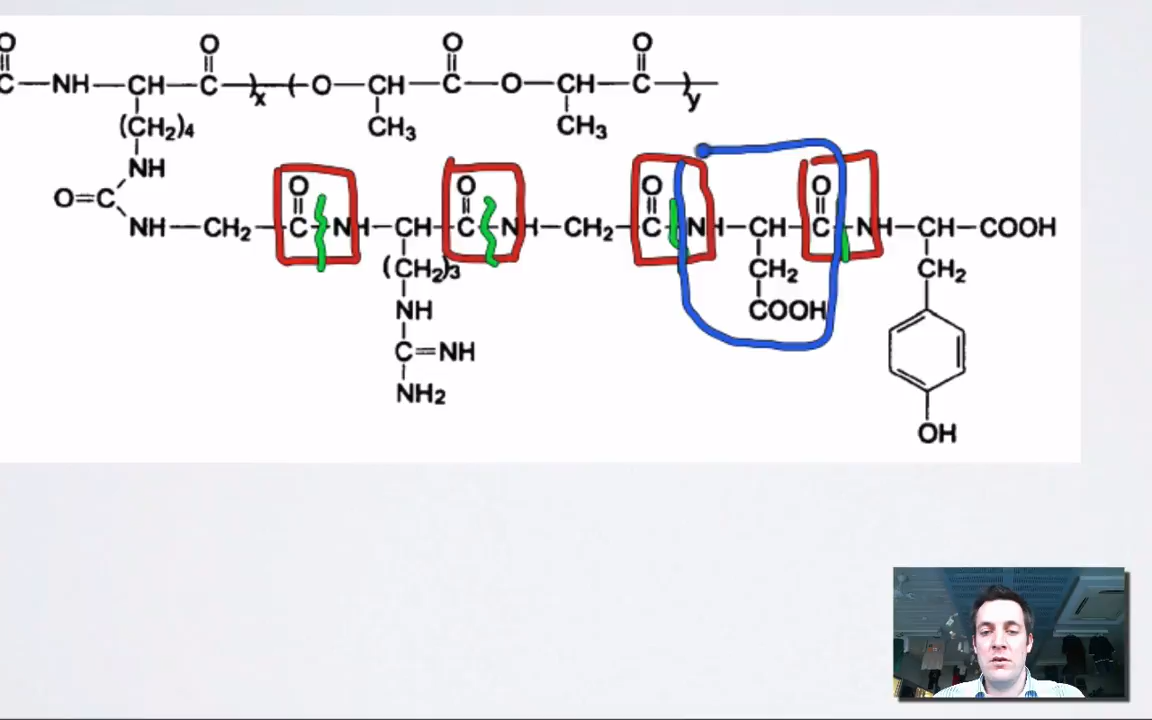 O O O O
C—NH—CH—C—)x—(—O—CH—C—O—CH—C—)y—
(CH2)4 CH3 CH3
NH
O O O O
O=C
NH—CH2—C—NH—CH—C—NH—CH2—C—NH—CH—C—NH—CH—COOH
(CH2)3 CH2 CH2
NH COOH
C=NH
NH2
OH